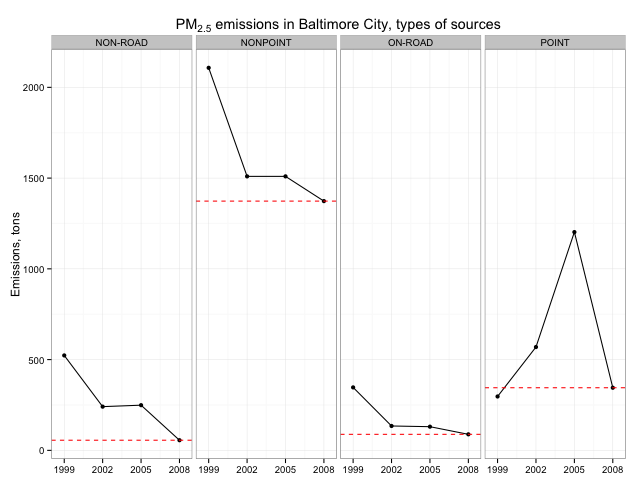 PM2.5 emissions in Baltimore City, types of sources
NON-ROAD NONPOINT ON-ROAD POINT
Emissions, tons
2000
1500
1000
500
0
1999 2002 2005 2008 1999 2002 2005 2008 1999 2002 2005 2008 1999 2002 2005 2008